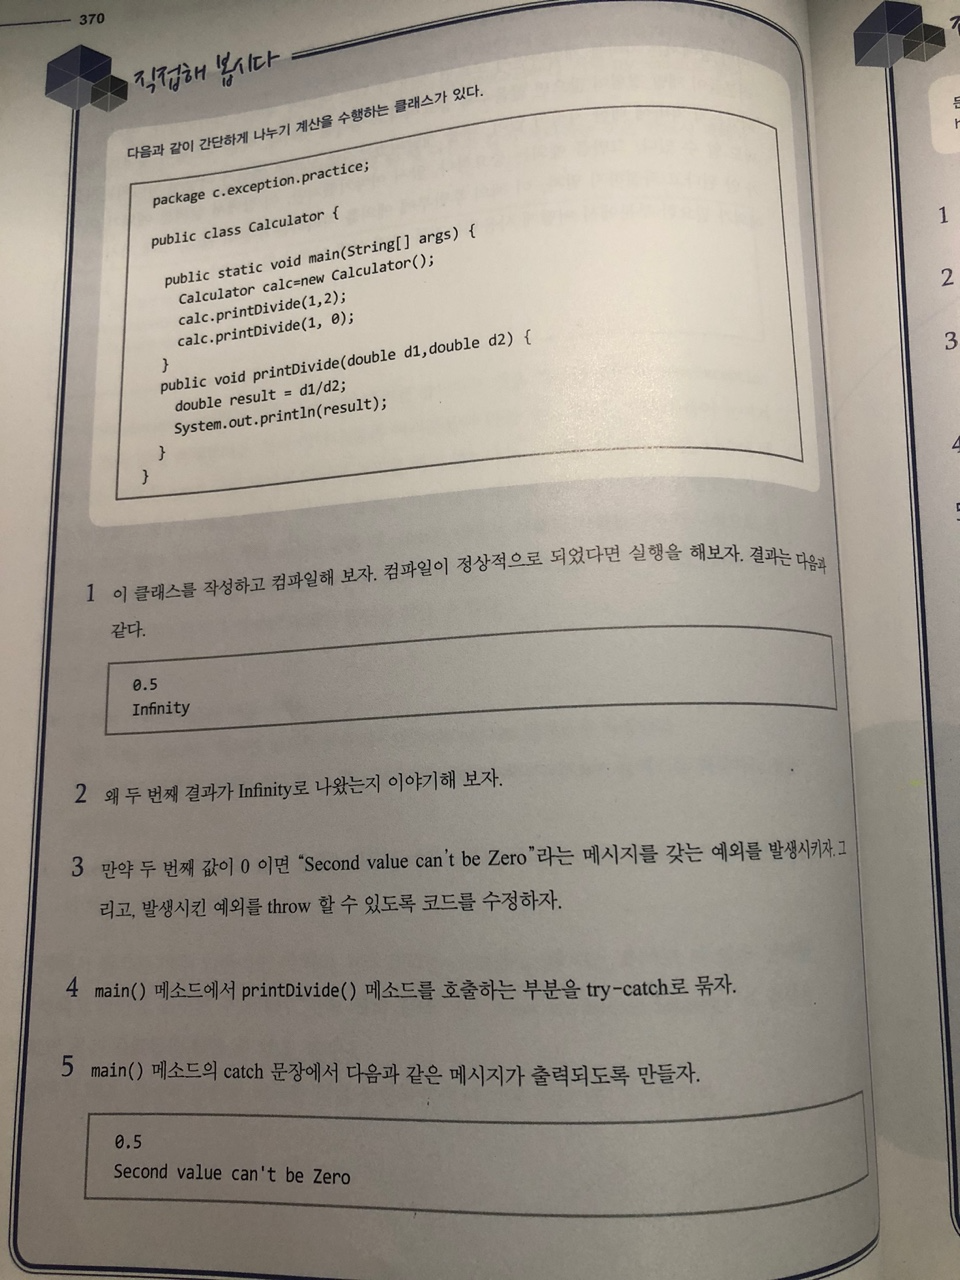 370
직접해 봅시다
다음과 같이 간단하게 나누기 계산을 수행하는 클래스가 있다.
package c.exception.practice;
public class Calculator {
public static void main(String[] args) {
Calculator calc=new Calculator();
calc.printDivide(1,2);
calc.printDivide(1, 0);
}
public void printDivide(double d1,double d2) {
double result = d1/d2;
System.out.println(result);
}
}
1 이 클래스를 작성하고 컴파일해 보자. 컴파일이 정상적으로 되었다면 실행을 해보자. 결과는 다음과
같다.
0.5
Infinity
2 왜 두 번째 결과가 Infinity로 나왔는지 이야기해 보자.
3 만약 두 번째 값이 0 이면 “Second value can't be Zero”라는 메시지를 갖는 예외를 발생시키자. 그
리고, 발생시킨 예외를 throw 할 수 있도록 코드를 수정하자.
4 main() 메소드에서 printDivide() 메소드를 호출하는 부분을 try-catch로 묶자.
5 main() 메소드의 catch 문장에서 다음과 같은 메시지가 출력되도록 만들자.
0.5
Second value can't be Zero
1
2
3
4